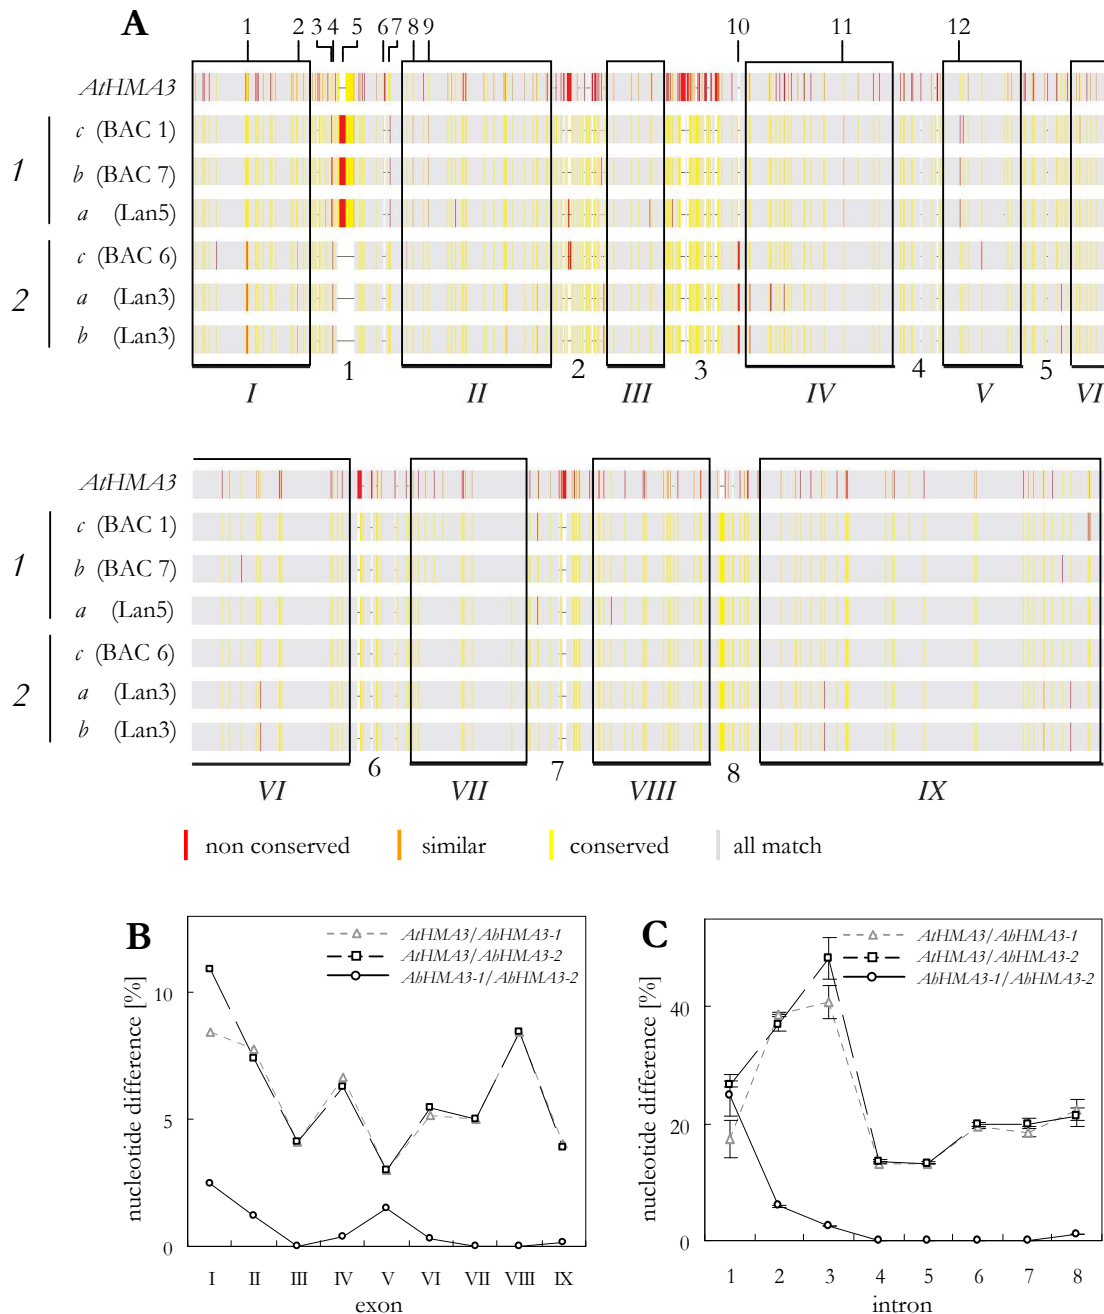 A
1 2 3 4 5 6 7 8 9 10 11 12
AtHMA3
1
c (BAC 1)
b (BAC 7)
a (Lan5)
2
c (BAC 6)
a (Lan3)
b (Lan3)
I 1 II 2 III 3 IV 4 V 5 VI
AtHMA3
1
c (BAC 1)
b (BAC 7)
a (Lan5)
2
c (BAC 6)
a (Lan3)
b (Lan3)
VI 6 VII 7 VIII 8 IX
non conserved similar conserved all match
B
AtHMA3/AhHMA3-1
AtHMA3/AhHMA3-2
AhHMA3-1/AhHMA3-2
nucleotide difference [%]
10
5
0
I II III IV V VI VII VIII IX
exon
C
AtHMA3/AhHMA3-1
AtHMA3/AhHMA3-2
AhHMA3-1/AhHMA3-2
nucleotide difference [%]
40
20
0
1 2 3 4 5 6 7 8
intron